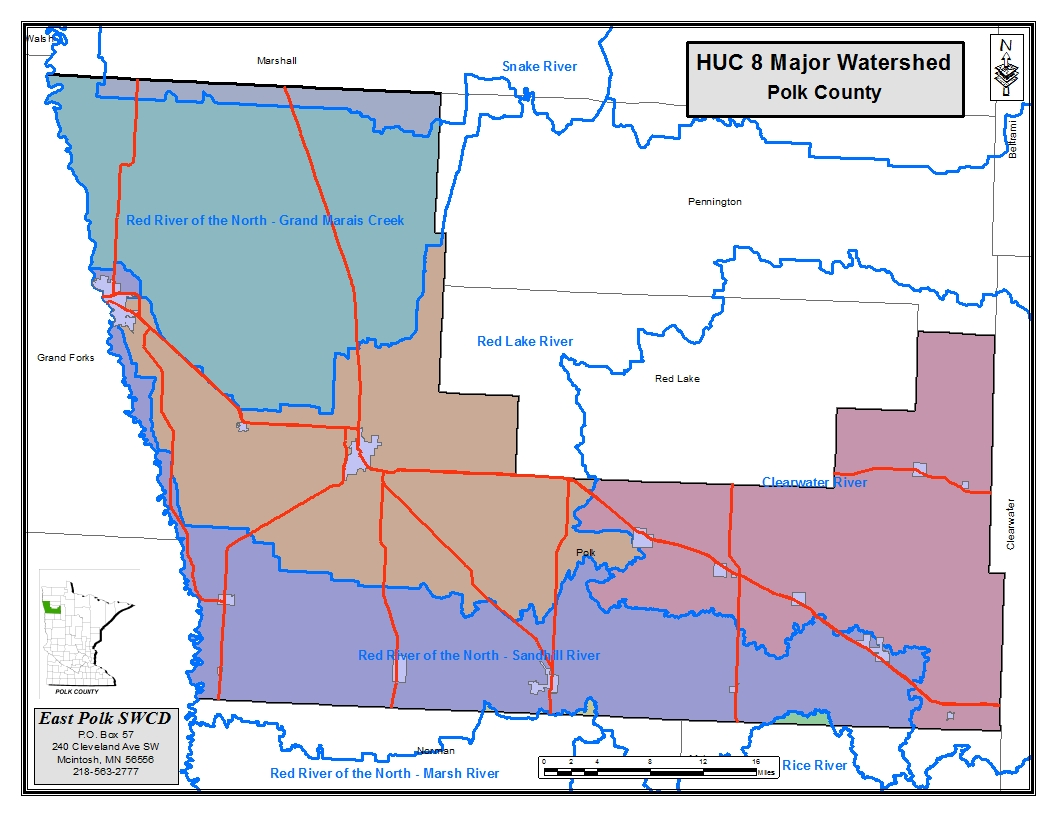 Walsh
Marshall
Snake River
HUC 8 Major Watershed
Polk County
N
Beltrami
Pennington
Red River of the North - Grand Marais Creek
Grand Forks
Red Lake River
Red Lake
Clearwater River
Clearwater
Polk
Red River of the North - Sandhill River
POLK COUNTY
East Polk SWCD
P.O. Box 57
240 Cleveland Ave SW
Mcintosh, MN 56556
218-563-2777
Norman
Red River of the North - Marsh River
0 2 4 8 12 16
Miles
Rice River